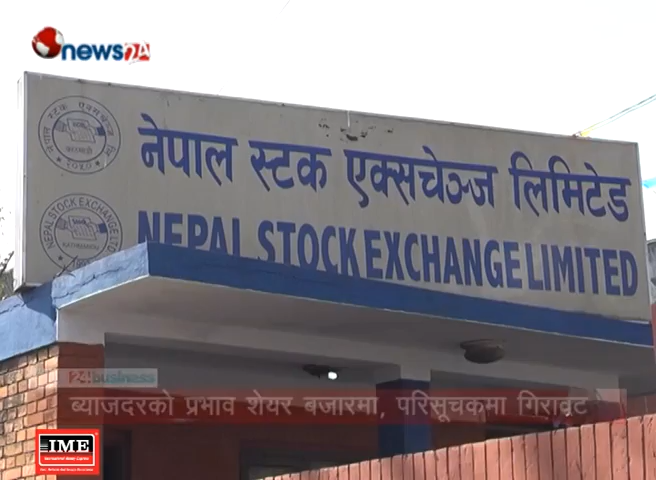 news24
नेपाल स्टक एक्सचेञ्ज लिमिटेड
NEPAL STOCK EXCHANGE LIMITED
24 business
ब्याजदरको प्रभाव शेयर बजारमा, परिसूचकमा गिरावट
IME